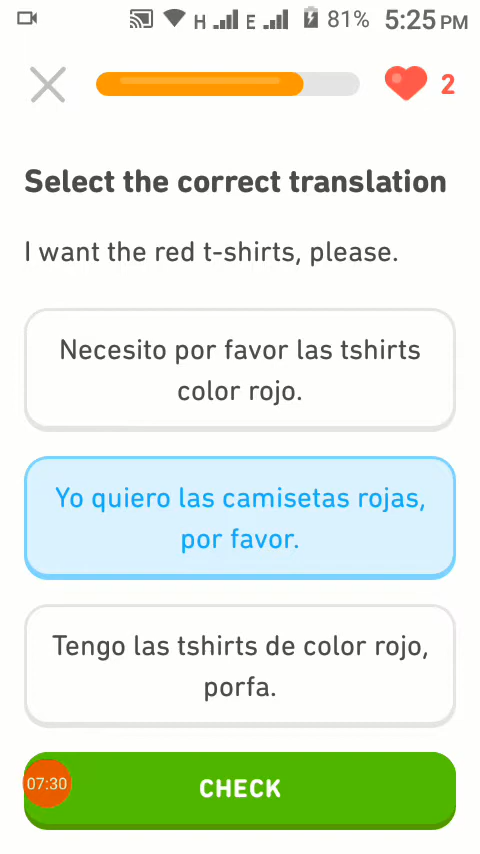 H E 81% 5:25 PM
2
Select the correct translation
I want the red t-shirts, please.
Necesito por favor las tshirts
color rojo.
Yo quiero las camisetas rojas,
por favor.
Tengo las tshirts de color rojo,
porfa.
07:30 CHECK